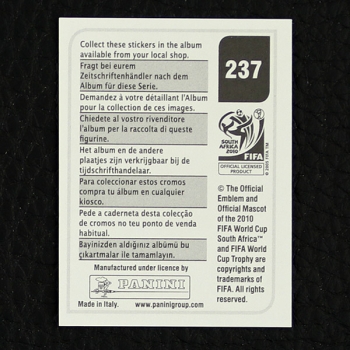 Collect these stickers in the album
available from your local shop.
Fragt bei eurem
Zeitschriftenhändler nach dem
Album für diese Serie.
Demandez à votre détaillant l'Album
pour la collection de ces images.
Chiedete al vostro rivenditore
l'album per la raccolta di queste
figurine.
Het album en de andere
plaatjes zijn verkrijgbaar bij de
tijdschrifthandelaar.
Para coleccionar estos cromos
compra tu álbum en cualquier
kiosco.
Pede a caderneta desta colecção
de cromos no teu ponto de venda
habitual.
Bayinizden aldığınız albümü bu
çıkartmalar ile tamamlayın.
Manufactured under licence by
PANINI
Made in Italy. www.paninigroup.com
237
SOUTH AFRICA
2010
FIFA
OFFICIAL LICENSED
PRODUCT
© The Official
Emblem and
Official Mascot
of the 2010
FIFA World Cup
South Africa™
and FIFA World
Cup Trophy are
copyrights and
trademarks of
FIFA. All rights
reserved.